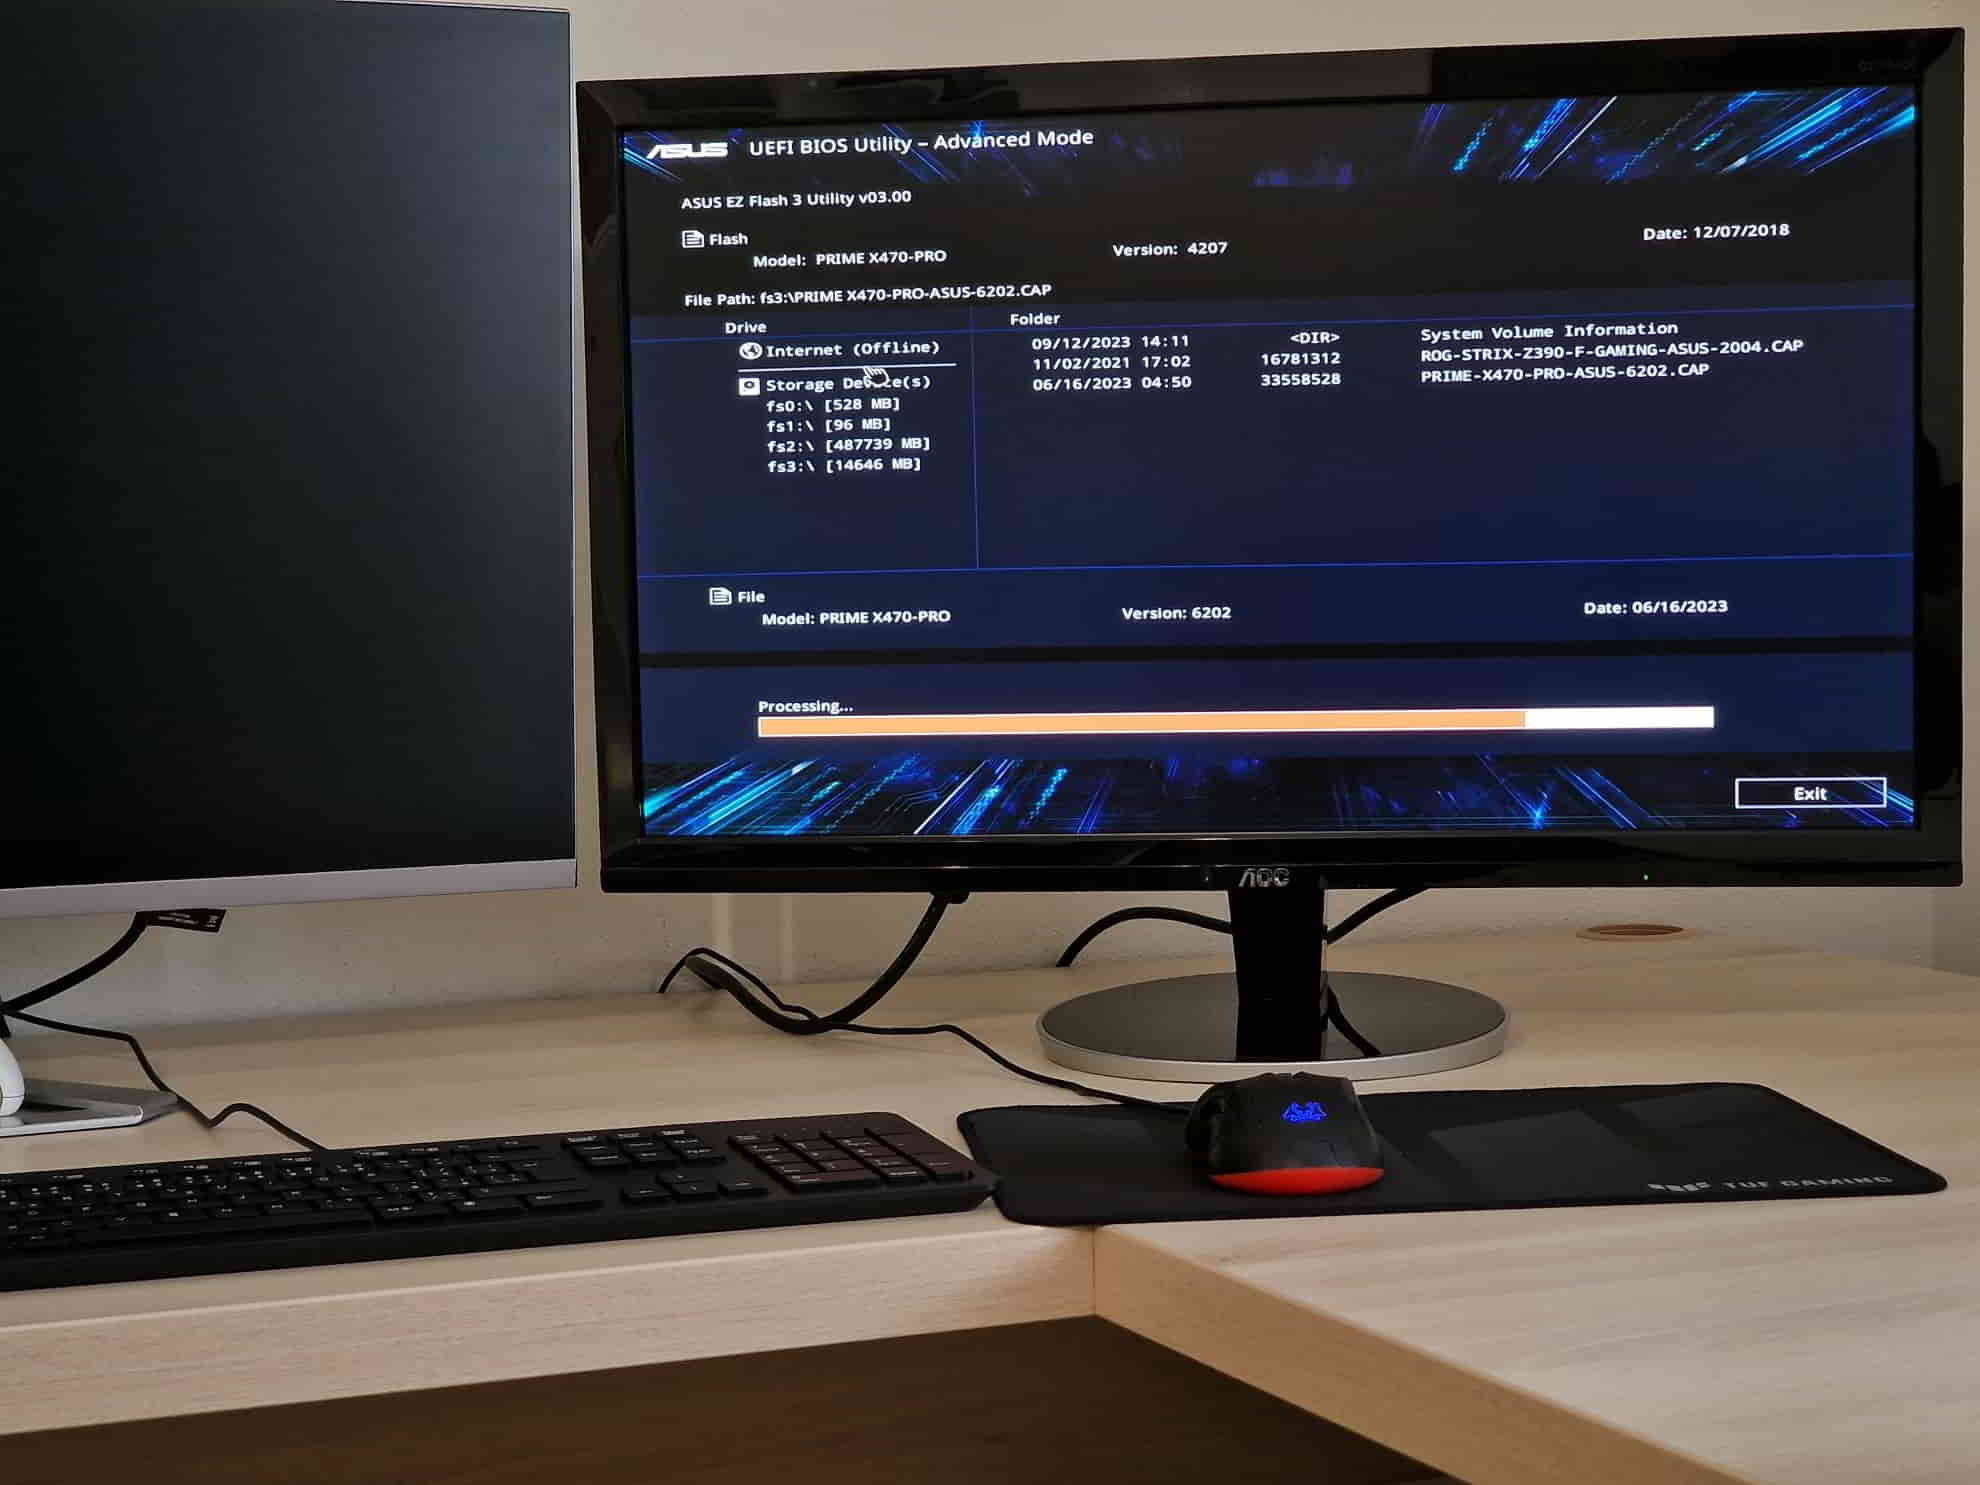 ASUS UEFI BIOS Utility – Advanced Mode
ASUS EZ Flash 3 Utility v03.00
Flash
Model: PRIME X470-PRO Version: 4207 Date: 12/07/2018
File Path: fs3:\PRIME X470-PRO-ASUS-6202.CAP
Drive
Internet (Offline)
Storage Device(s)
fs0:\ [528 MB]
fs1:\ [96 MB]
fs2:\ [487739 MB]
fs3:\ [14646 MB]
Folder
09/12/2023 14:11 <DIR> System Volume Information
11/02/2021 17:02 16781312 ROG-STRIX-Z390-F-GAMING-ASUS-2004.CAP
06/16/2023 04:50 33558528 PRIME-X470-PRO-ASUS-6202.CAP
File
Model: PRIME X470-PRO Version: 6202 Date: 06/16/2023
Processing...
Exit
AOC
TUF GAMING